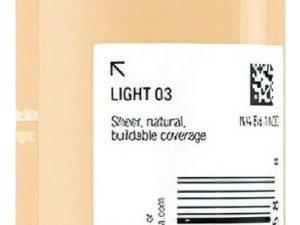 LIGHT 03
Sheer, natural,
buildable coverage